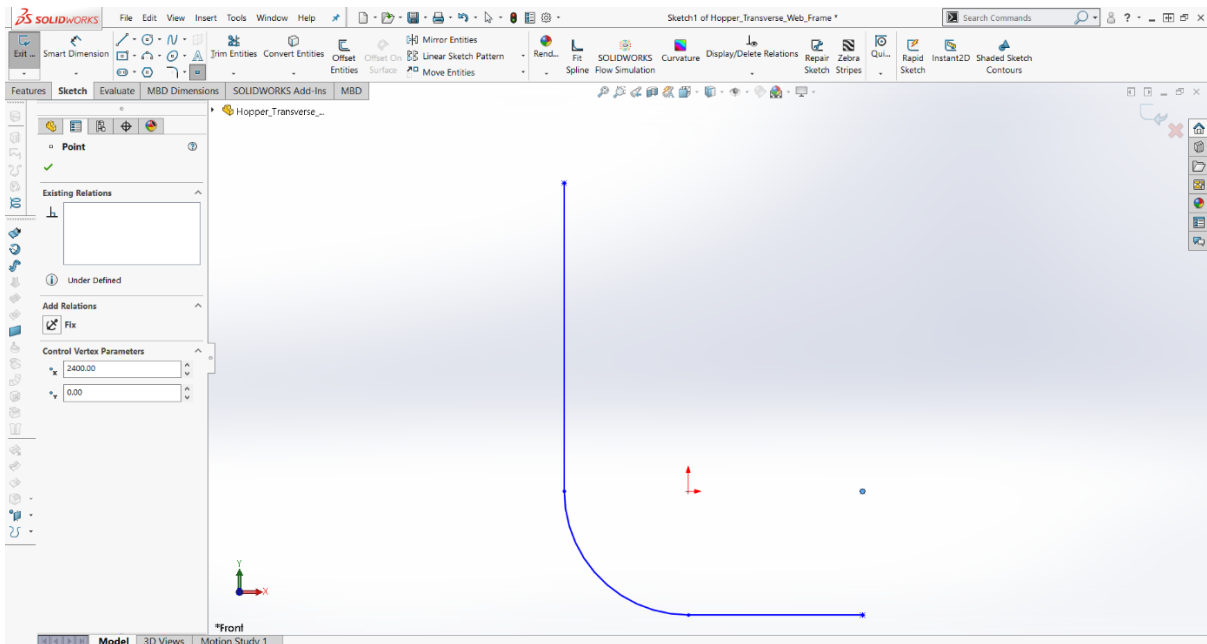 SOLIDWORKS File Edit View Insert Tools Window Help Sketch1 of Hopper_Transverse_Web_Frame * Search Commands ?
Exit ... Smart Dimension Trim Entities Convert Entities Offset Entities Offset On Surface Mirror Entities Linear Sketch Pattern Move Entities Rend... Fit Spline SOLIDWORKS Flow Simulation Curvature Display/Delete Relations Repair Sketch Zebra Stripes Qui... Rapid Sketch Instant2D Shaded Sketch Contours
Features Sketch Evaluate MBD Dimensions SOLIDWORKS Add-Ins MBD
Hopper_Transverse_...
Point
Existing Relations
Under Defined
Add Relations
Fix
Control Vertex Parameters
X 2400.00
Y 0.00
Y
X
*Front
Model 3D Views Motion Study 1